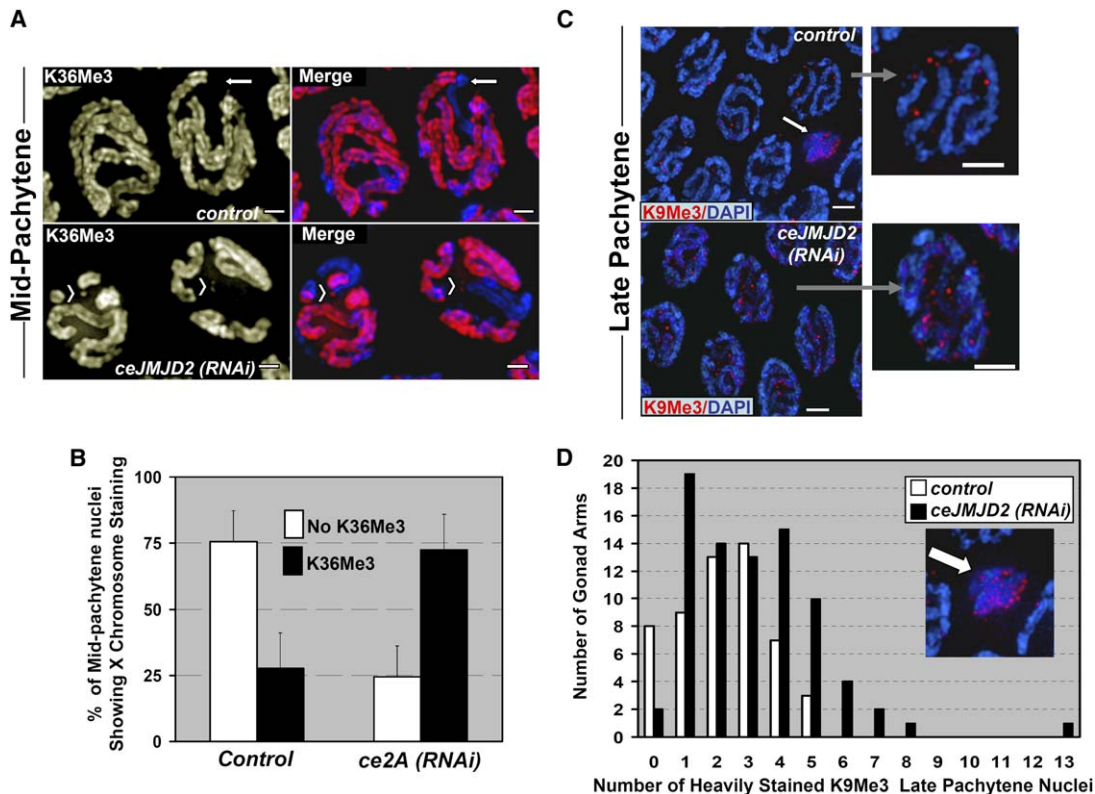 A
Mid-Pachytene
K36Me3
Merge
control
K36Me3
Merge
ceJMJD2 (RNAi)
B
% of Mid-pachytene nuclei
Showing X Chromosome Staining
100
75
50
25
0
No K36Me3
K36Me3
Control
ce2A (RNAi)
C
Late Pachytene
control
K9Me3/DAPI
ceJMJD2
(RNAi)
K9Me3/DAPI
D
Number of Gonad Arms
20
18
16
14
12
10
8
6
4
2
0
control
ceJMJD2 (RNAi)
0 1 2 3 4 5 6 7 8 9 10 11 12 13
Number of Heavily Stained K9Me3 Late Pachytene Nuclei